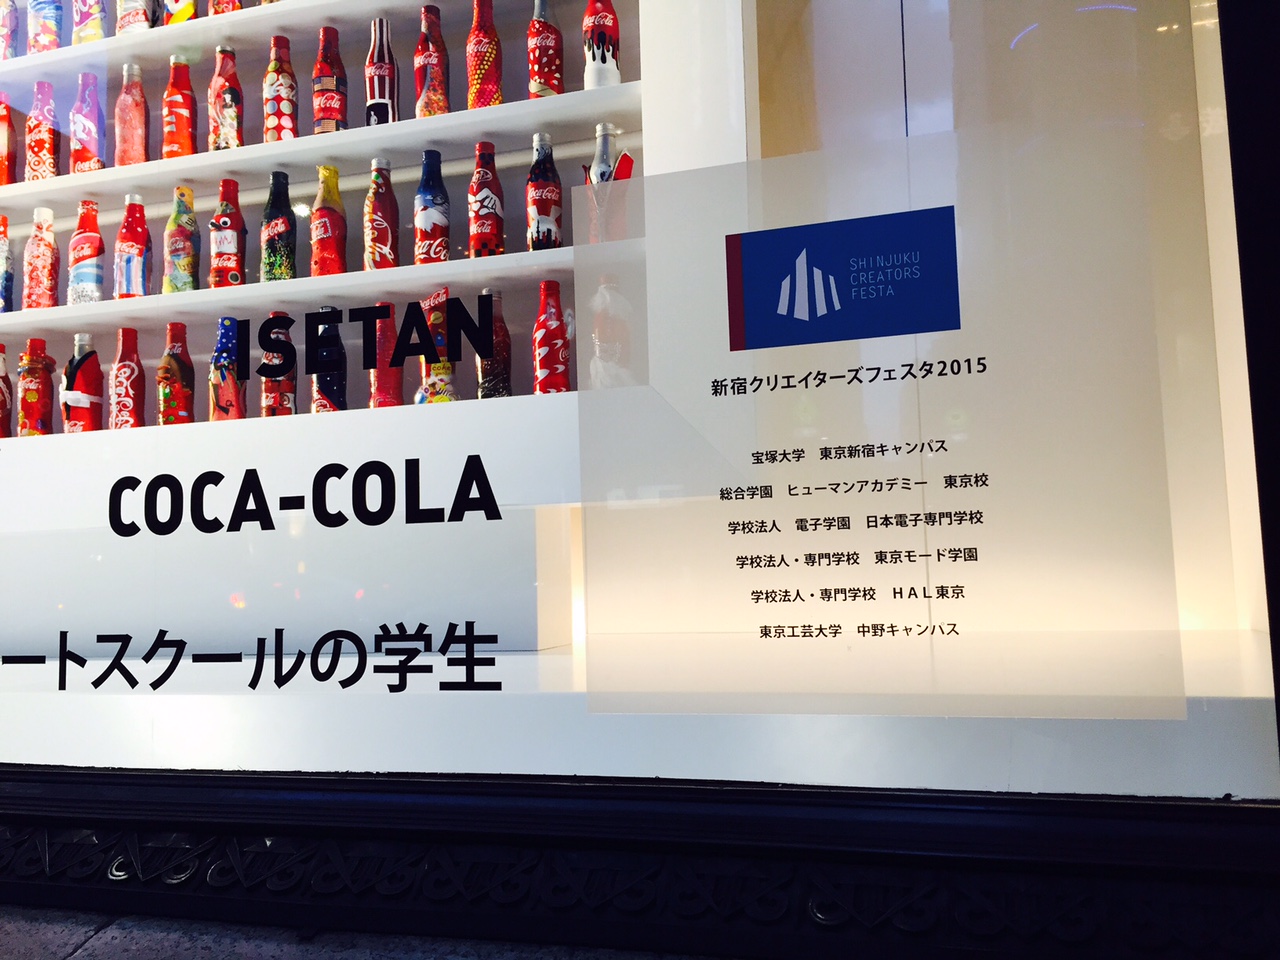 ISETAN
COCA-COLA
ートスクールの学生
SHINJUKU
CREATORS
FESTA
新宿クリエイターズフェスタ2015
宝塚大学　東京新宿キャンパス
総合学園　ヒューマンアカデミー　東京校
学校法人　電子学園　日本電子専門学校
学校法人・専門学校　東京モード学園
学校法人・専門学校　ＨＡＬ東京
東京工芸大学　中野キャンパス